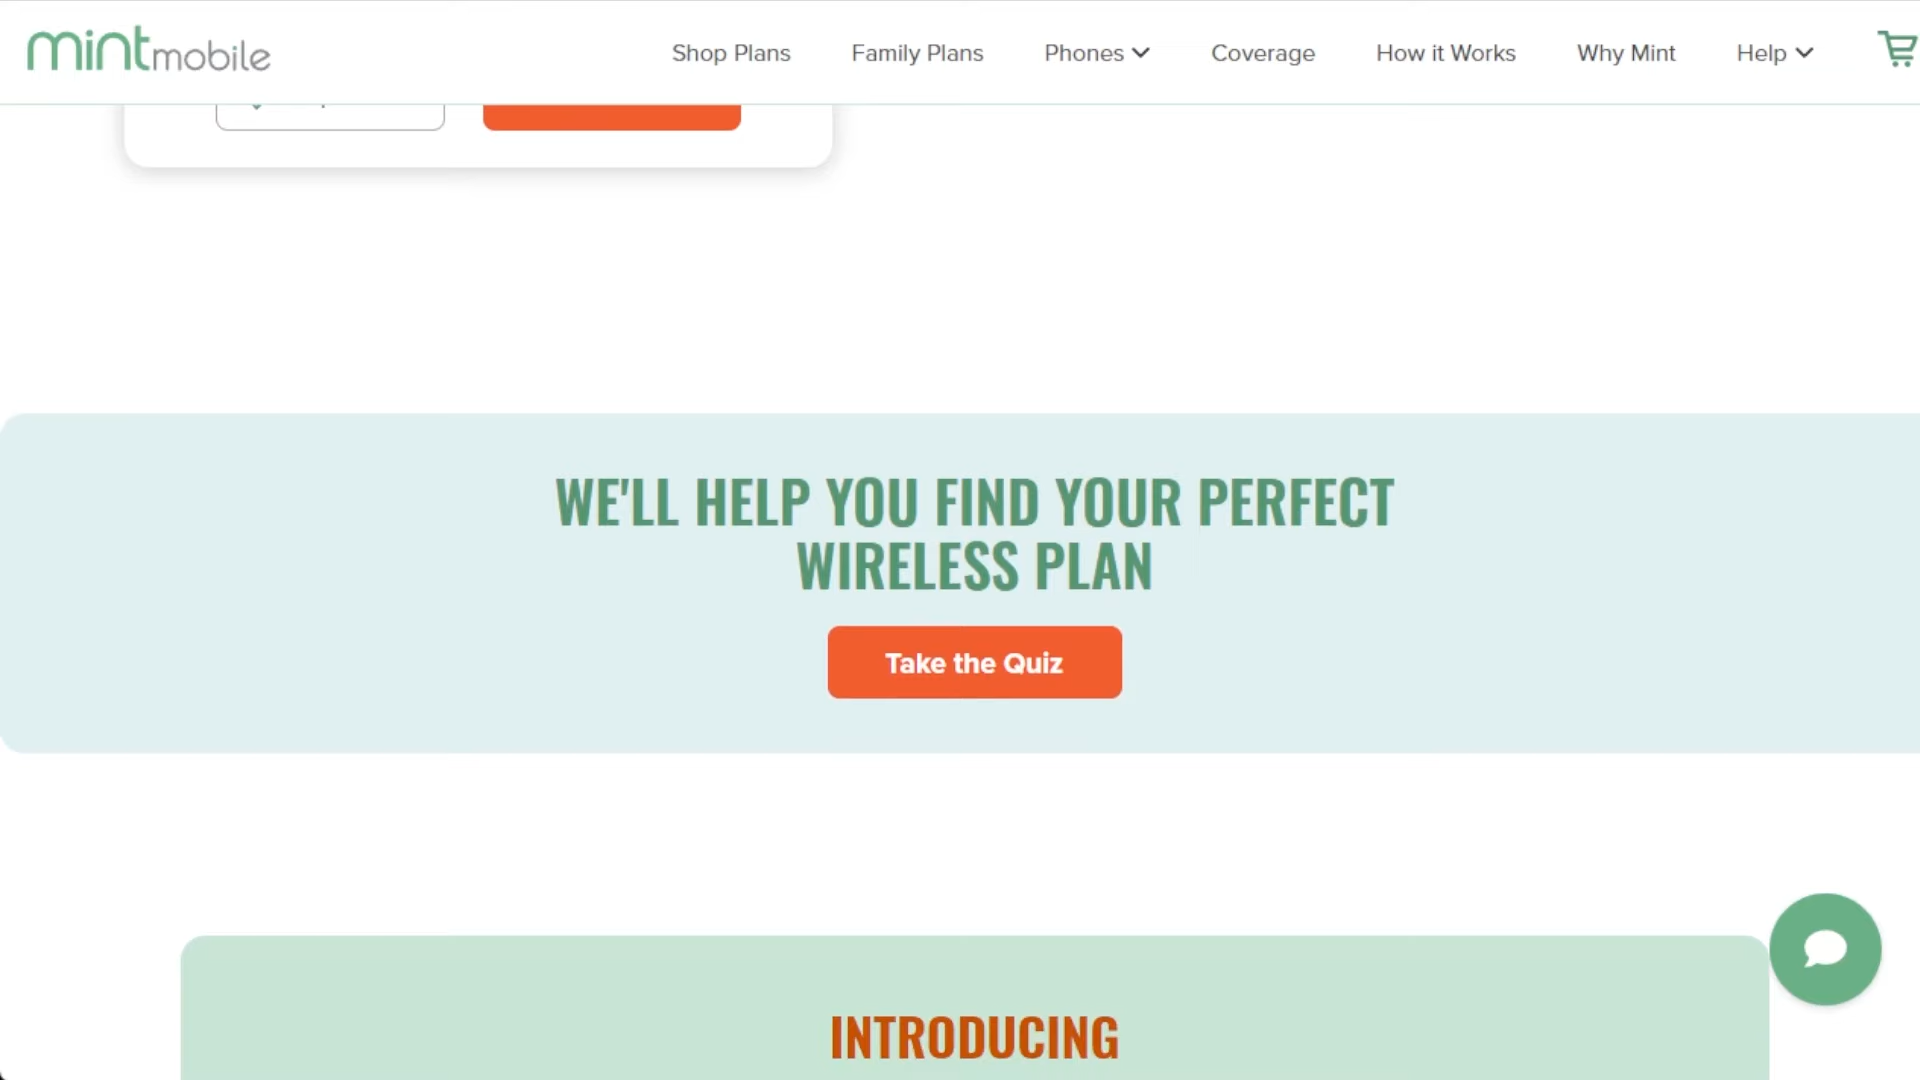 mintmobile
Shop Plans
Family Plans
Phones
Coverage
How it Works
Why Mint
Help
WE'LL HELP YOU FIND YOUR PERFECT
WIRELESS PLAN
Take the Quiz
INTRODUCING